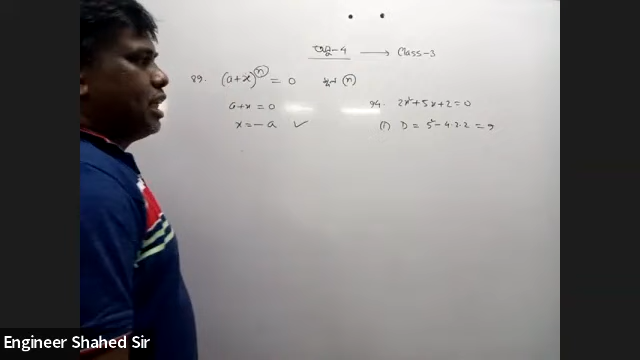 সেট-4 → Class-3
89. (a+x)ⁿ = 0 মূল (n)
a+x = 0
x = -a ✓
94. 2x²+5x+2=0
(i) D = 5² - 4.2.2 = 9
Engineer Shahed Sir